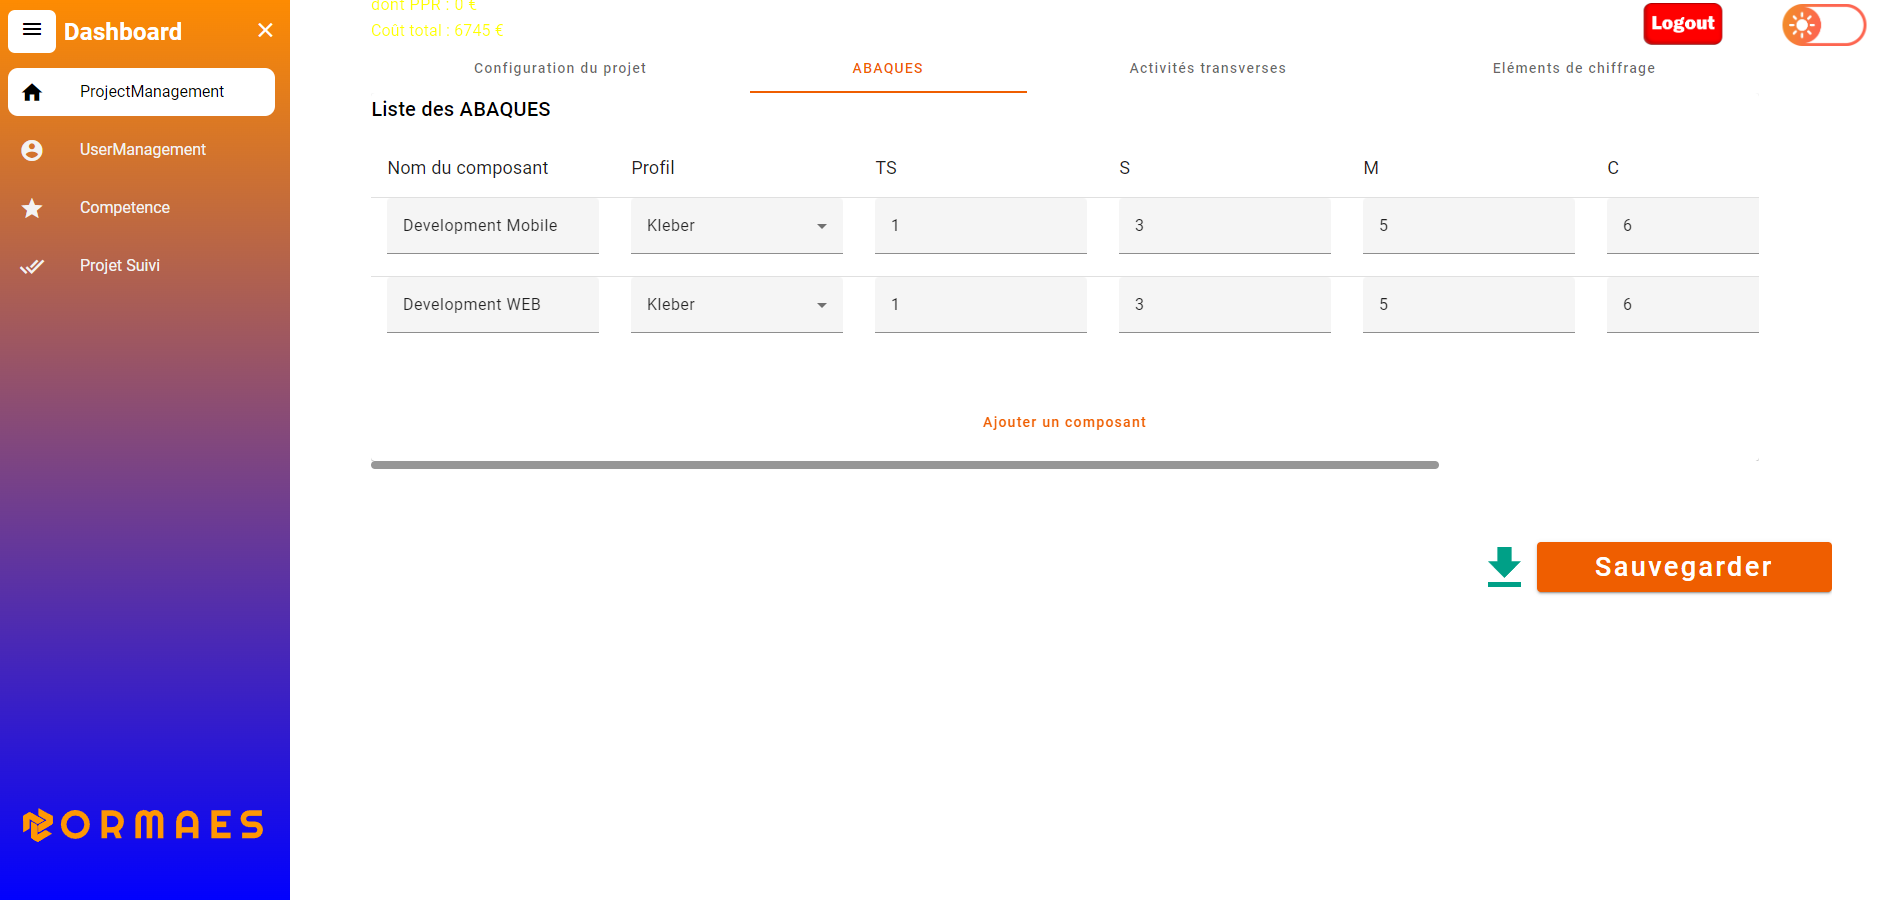 Dashboard
ProjectManagement
UserManagement
Competence
Projet Suivi
ORMAES
dont PPR : 0 €
Coût total : 6745 €
Logout
Configuration du projet ABAQUES Activités transverses Eléments de chiffrage
Liste des ABAQUES
Nom du composant Profil TS S M C
Development Mobile Kleber 1 3 5 6
Development WEB Kleber 1 3 5 6
Ajouter un composant
Sauvegarder